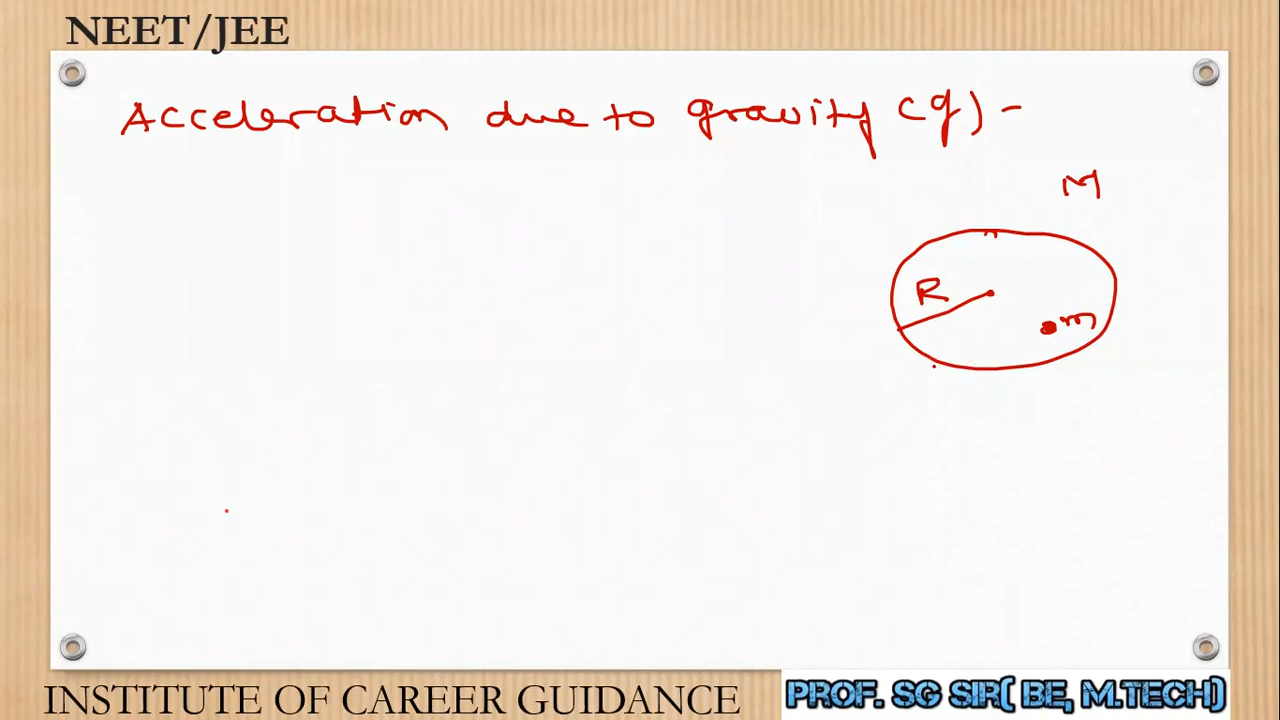 NEET/JEE
Acceleration due to gravity (g) -
M
R
m
INSTITUTE OF CAREER GUIDANCE
PROF. SG SIR( BE, M.TECH)